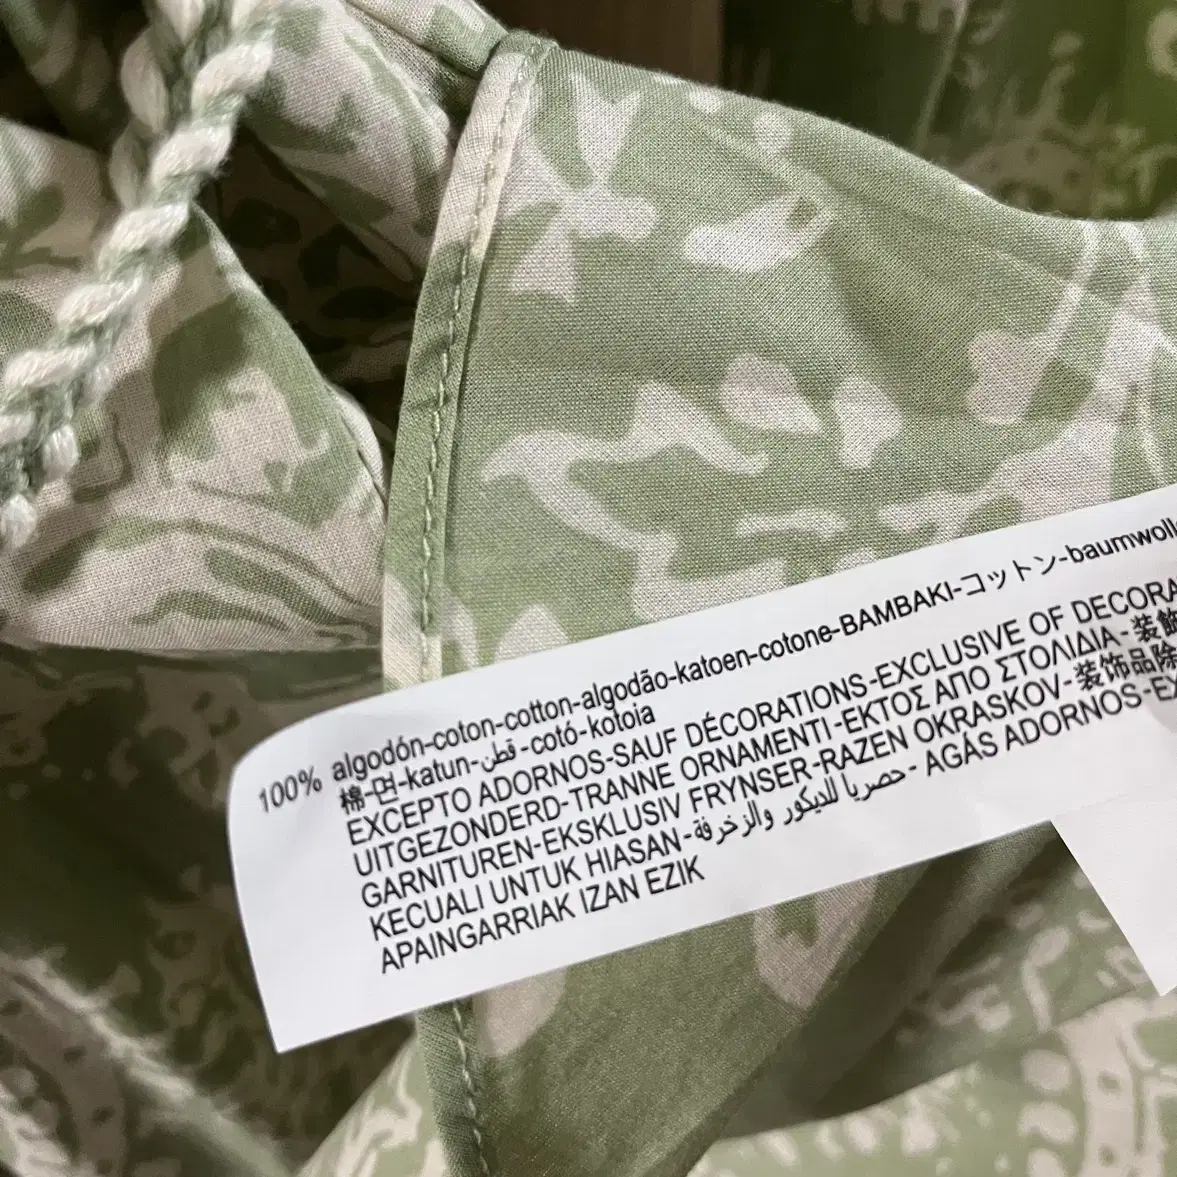 100% algodón-coton-cotton-algodão-katoen-cotone-BAMBAKI-コットン-baumwoll
棉-면-katun-قطن-cotó-kotoia
EXCEPTO ADORNOS-SAUF DÉCORATIONS-EXCLUSIVE OF DECORA
UITGEZONDERD-TRANNE ORNAMENTI-ΕΚΤΟΣ ΑΠΟ ΣΤΟΛΙΔΙΑ-装飾
GARNITUREN-EKSKLUSIV FRYNSER-RAZEN OKRASKOV-装饰品除
KECUALI UNTUK HIASAN-حصريا للديكور والزخرفة- AGÀS ADORNOS-EX
APAINGARRIAK IZAN EZIK